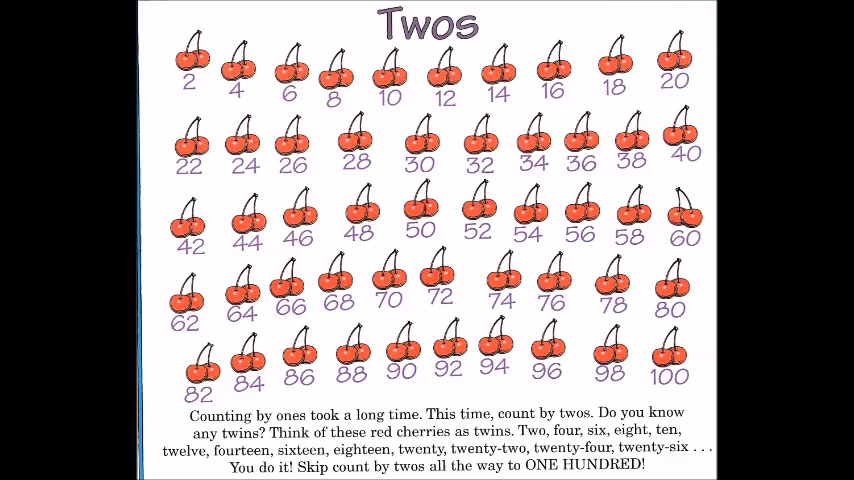 Twos
2 4 6 8 10 12 14 16 18 20
22 24 26 28 30 32 34 36 38 40
42 44 46 48 50 52 54 56 58 60
62 64 66 68 70 72 74 76 78 80
82 84 86 88 90 92 94 96 98 100
Counting by ones took a long time. This time, count by twos. Do you know
any twins? Think of these red cherries as twins. Two, four, six, eight, ten,
twelve, fourteen, sixteen, eighteen, twenty, twenty-two, twenty-four, twenty-six . . .
You do it! Skip count by twos all the way to ONE HUNDRED!